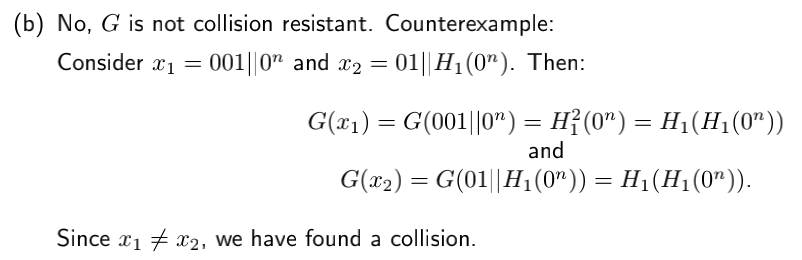 (b) No, G is not collision resistant. Counterexample:
Consider x₁ = 001||0ⁿ and x₂ = 01||H₁(0ⁿ). Then:
G(x₁) = G(001||0ⁿ) = H₁²(0ⁿ) = H₁(H₁(0ⁿ))
and
G(x₂) = G(01||H₁(0ⁿ)) = H₁(H₁(0ⁿ)).
Since x₁ ≠ x₂, we have found a collision.